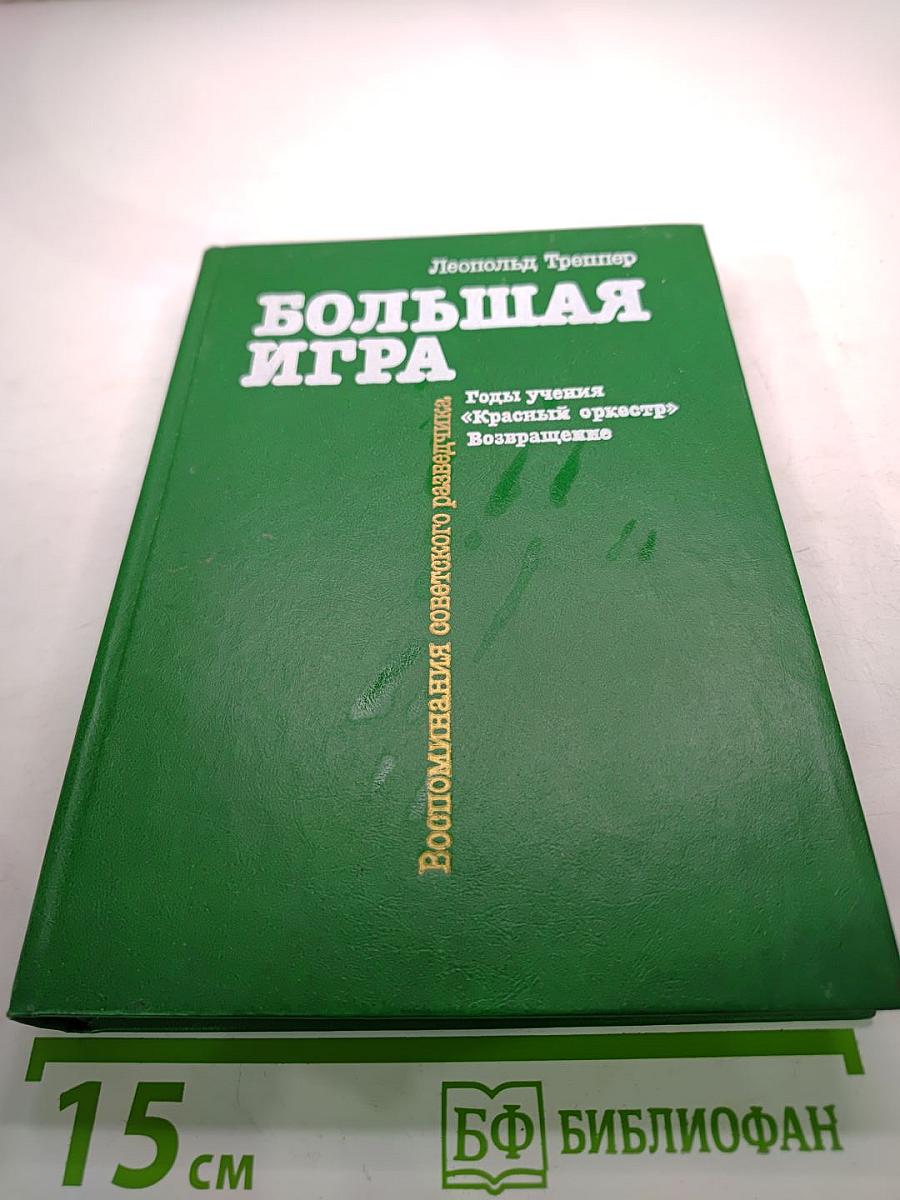 Леопольд Треппер
БОЛЬШАЯ
ИГРА
Годы учения
«Красный оркестр»
Возвращение
Воспоминания советского разведчика
15 см
БФ БИБЛИОФАН